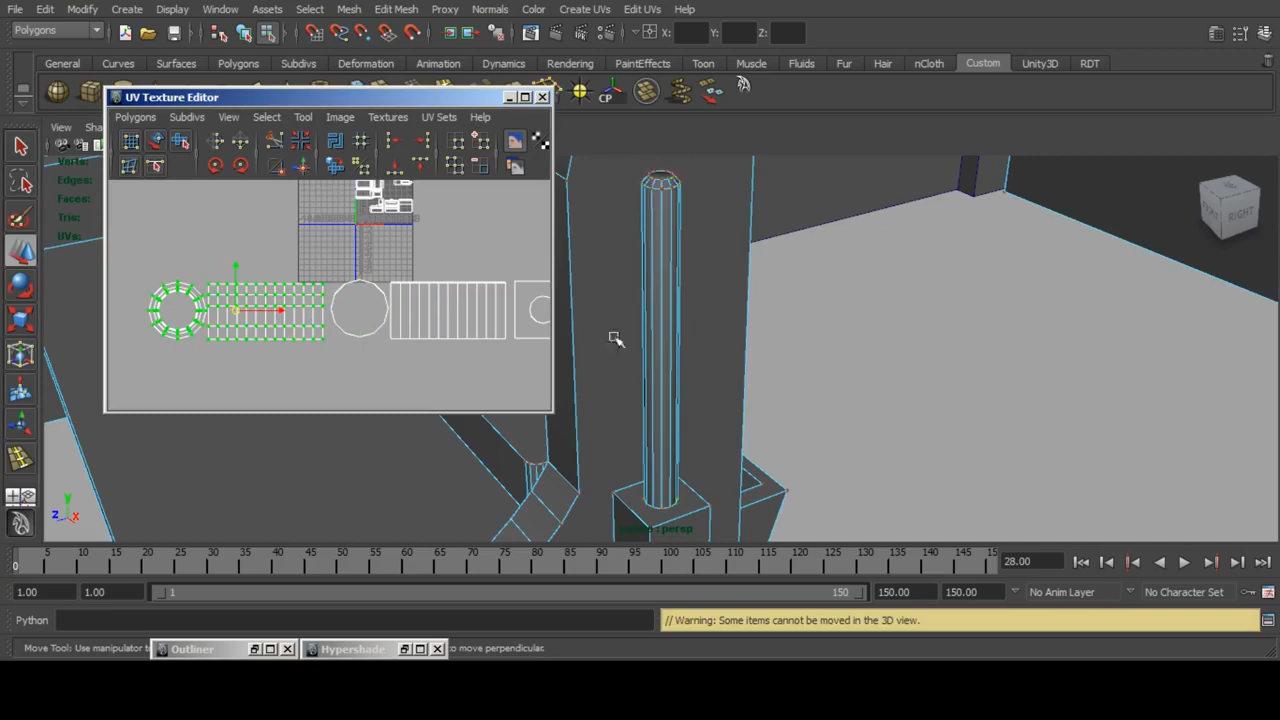 File Edit Modify Create Display Window Assets Select Mesh Edit Mesh Proxy Normals Color Create UVs Edit UVs Help
Polygons X: Y: Z:
General Curves Surfaces Polygons Subdivs Deformation Animation Dynamics Rendering PaintEffects Toon Muscle Fluids Fur Hair nCloth Custom Unity3D RDT
CP
UV Texture Editor
Polygons Subdivs View Select Tool Image Textures UV Sets Help
View Sha
Verts:
Edges:
Faces:
Tris:
UVs:
RIGHT
y
z x
persp
5 10 15 20 25 30 35 40 45 50 55 60 65 70 75 80 85 90 95 100 105 110 115 120 125 130 135 140 145 15
0
28.00
1.00 1.00 1 150 150.00 150.00 No Anim Layer No Character Set
Python // Warning: Some items cannot be moved in the 3D view.
Move Tool: Use manipulator to Outliner Hypershade to move perpendicular.